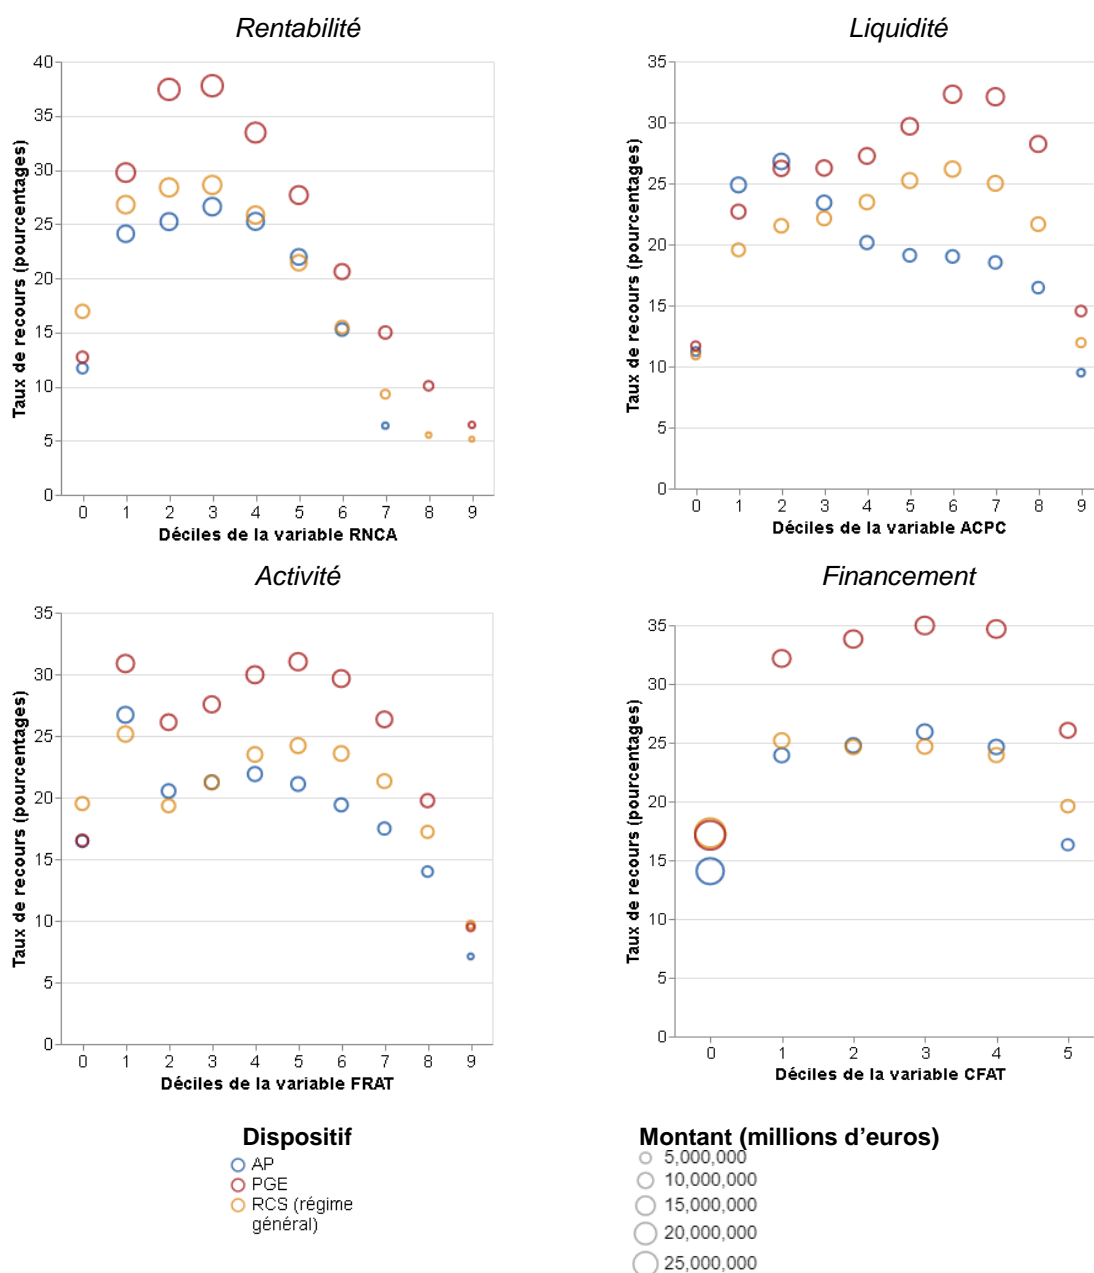 Rentabilité
40
35
30
25
20
15
10
5
0
Taux de recours (pourcentages)
0 1 2 3 4 5 6 7 8 9
Déciles de la variable RNCA
Liquidité
35
30
25
20
15
10
5
0
Taux de recours (pourcentages)
0 1 2 3 4 5 6 7 8 9
Déciles de la variable ACPC
Activité
35
30
25
20
15
10
5
0
Taux de recours (pourcentages)
0 1 2 3 4 5 6 7 8 9
Déciles de la variable FRAT
Financement
35
30
25
20
15
10
5
0
Taux de recours (pourcentages)
0 1 2 3 4 5
Déciles de la variable CFAT
Dispositif
AP
PGE
RCS (régime
général)
Montant (millions d'euros)
5,000,000
10,000,000
15,000,000
20,000,000
25,000,000